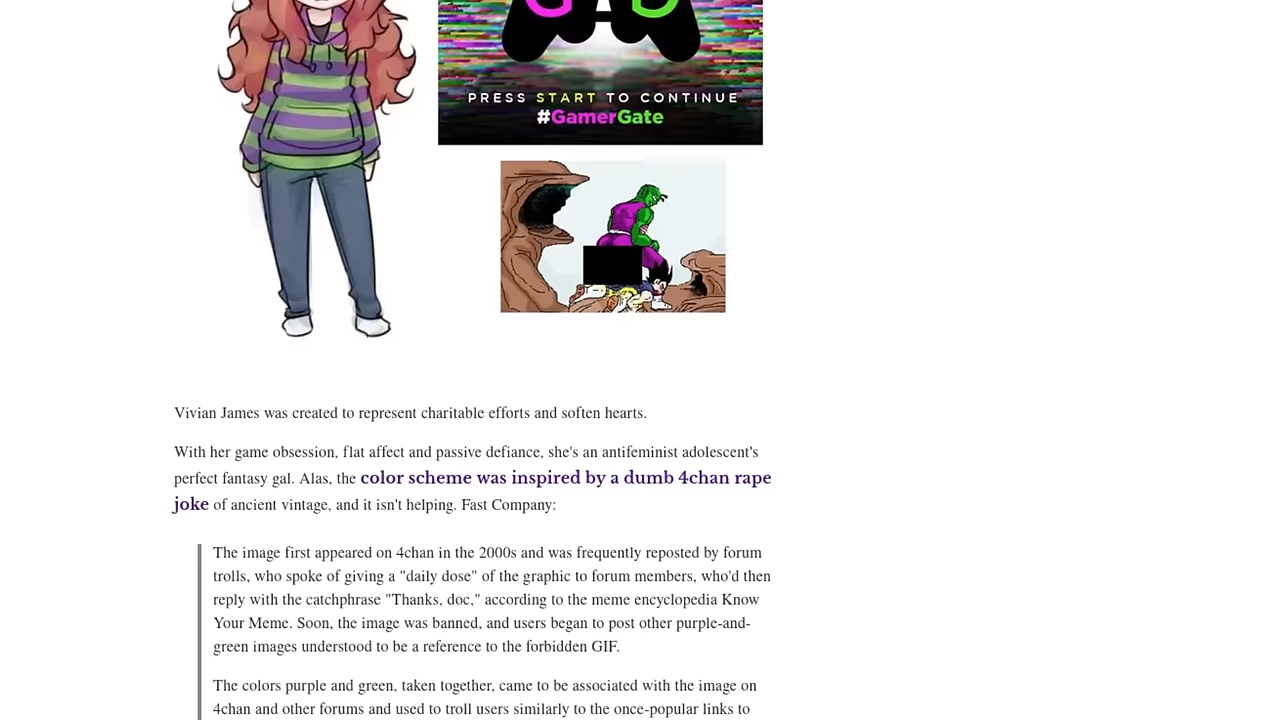 PRESS START TO CONTINUE
#GamerGate
Vivian James was created to represent charitable efforts and soften hearts.
With her game obsession, flat affect and passive defiance, she's an antifeminist adolescent's
perfect fantasy gal. Alas, the color scheme was inspired by a dumb 4chan rape
joke of ancient vintage, and it isn't helping. Fast Company:
The image first appeared on 4chan in the 2000s and was frequently reposted by forum
trolls, who spoke of giving a "daily dose" of the graphic to forum members, who'd then
reply with the catchphrase "Thanks, doc," according to the meme encyclopedia Know
Your Meme. Soon, the image was banned, and users began to post other purple-and-
green images understood to be a reference to the forbidden GIF.
The colors purple and green, taken together, came to be associated with the image on
4chan and other forums and used to troll users similarly to the once-popular links to